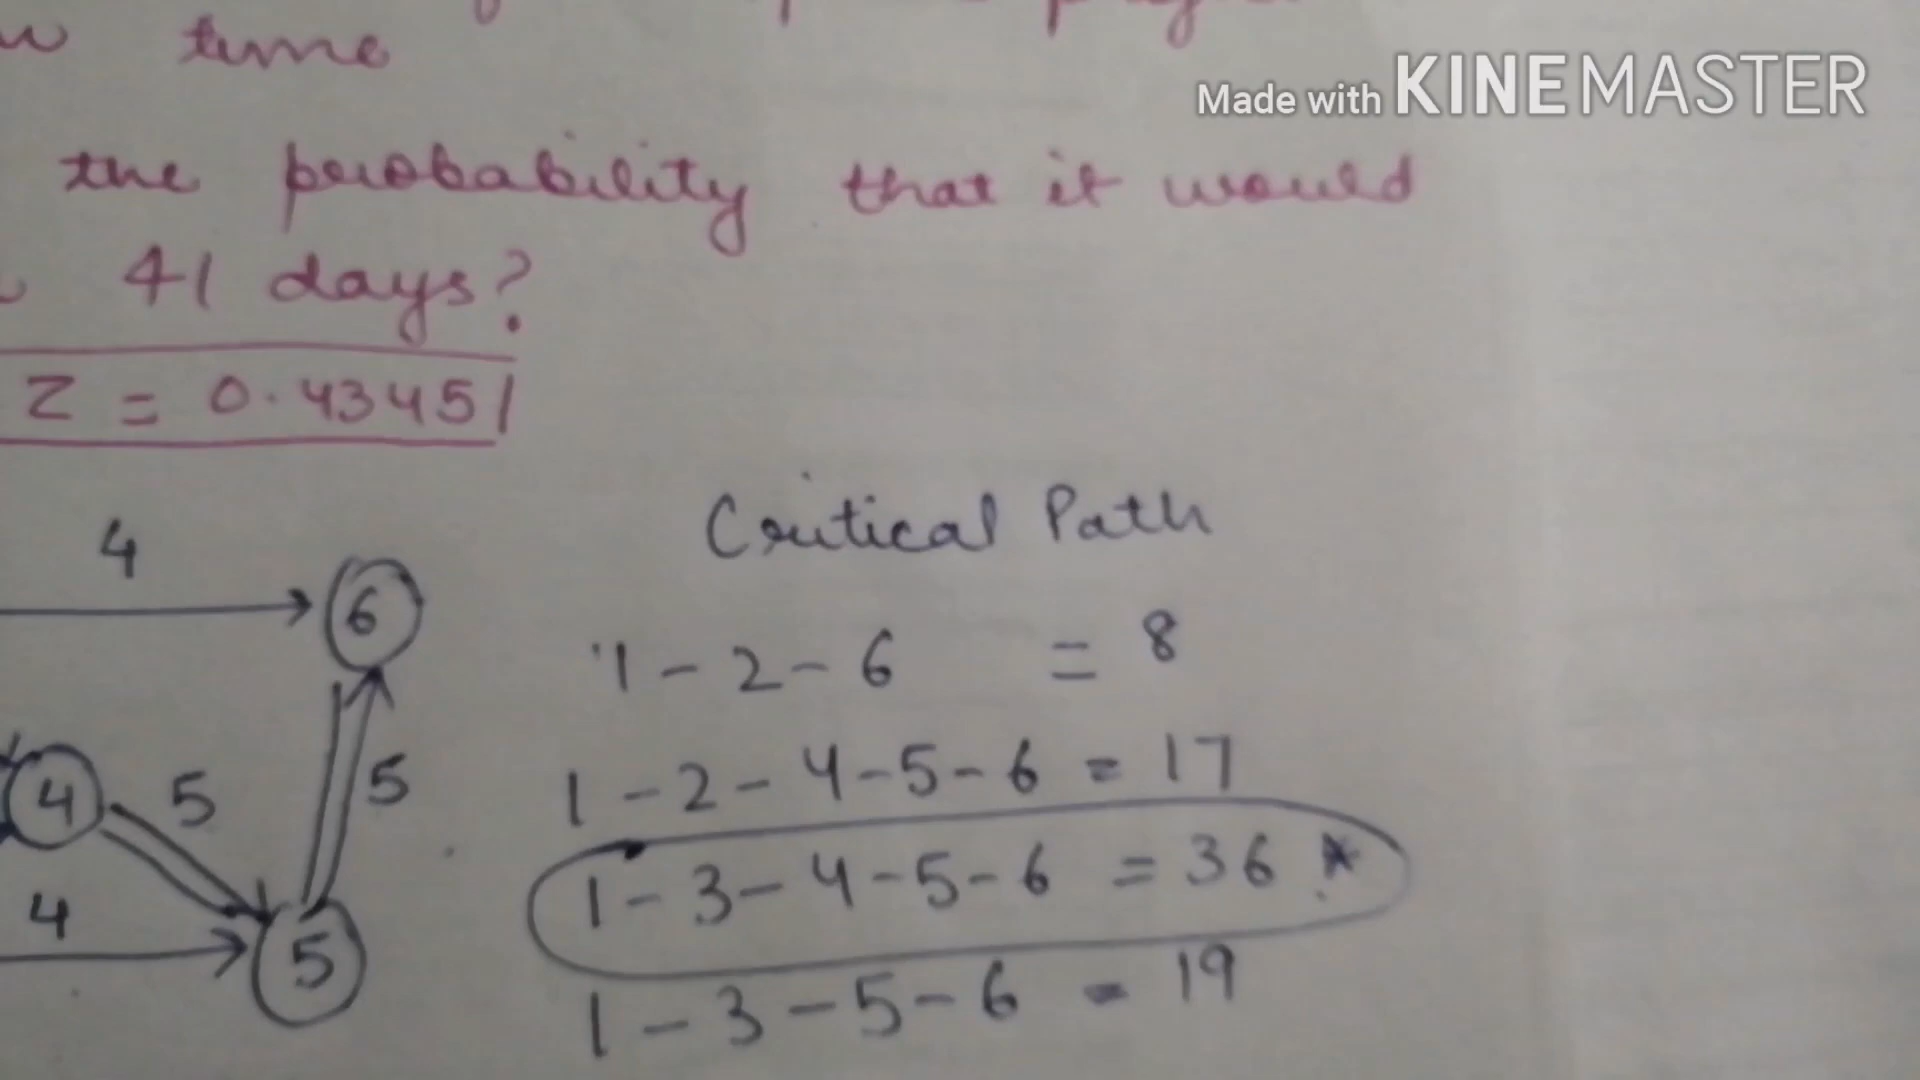 time
Made with KINEMASTER
the probability that it would
41 days?
Z = 0.43451
Critical Path
4
6
1 - 2 - 6 = 8
1 - 2 - 4 - 5 - 6 = 17
4
5
5
1 - 3 - 4 - 5 - 6 = 36 *
4
5
1 - 3 - 5 - 6 = 19